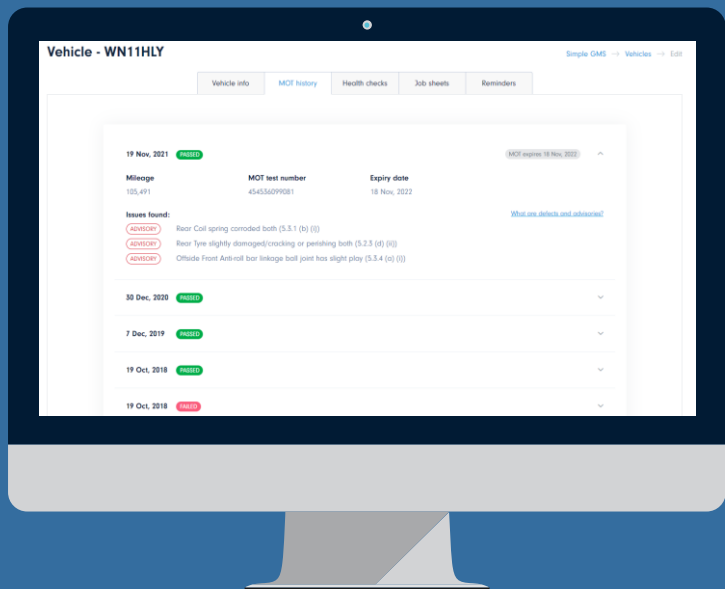 Vehicle - WN11HLY
Simple GMS → Vehicles → Edit
Vehicle info MOT history Health checks Job sheets Reminders
19 Nov, 2021 PASSED MOT expires 18 Nov, 2022
Mileage MOT test number Expiry date
105,491 454536099081 18 Nov, 2022
Issues found: What are defects and advisories?
ADVISORY Rear Coil spring corroded both (5.3.1 (b) (i))
ADVISORY Rear Tyre slightly damaged/cracking or perishing both (5.2.3 (d) (ii))
ADVISORY Offside Front Anti-roll bar linkage ball joint has slight play (5.3.4 (a) (i))
30 Dec, 2020 PASSED
7 Dec, 2019 PASSED
19 Oct, 2018 PASSED
19 Oct, 2018 FAILED